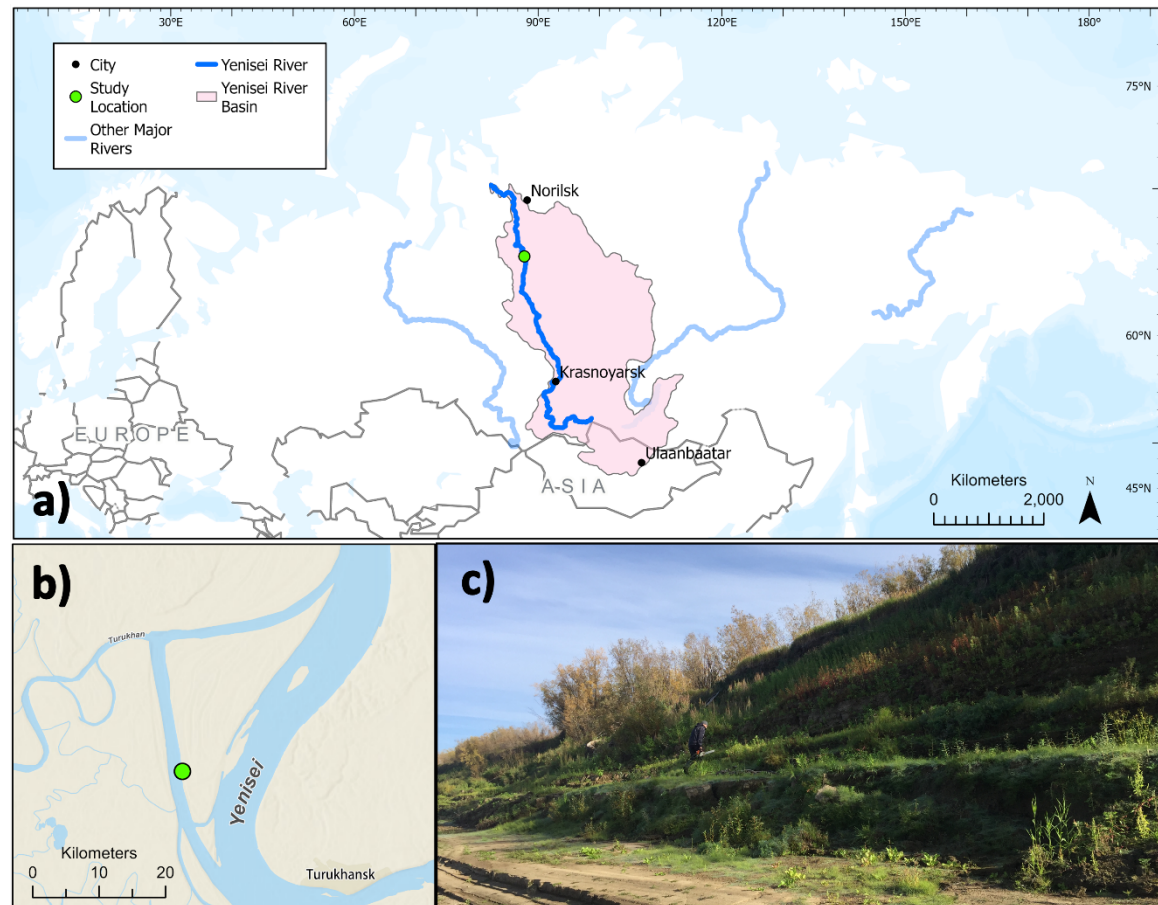 30°E
60°E
90°E
120°E
150°E
180°
City
Study
Location
Other Major
Rivers
Yenisei River
Yenisei River
Basin
75°N
Norilsk
60°N
Krasnoyarsk
EUROPE
Ulaanbaatar
ASIA
Kilometers
0 2,000
N
45°N
a)
b)
Turukhan
Yenisei
Kilometers
0 10 20
Turukhansk
c)